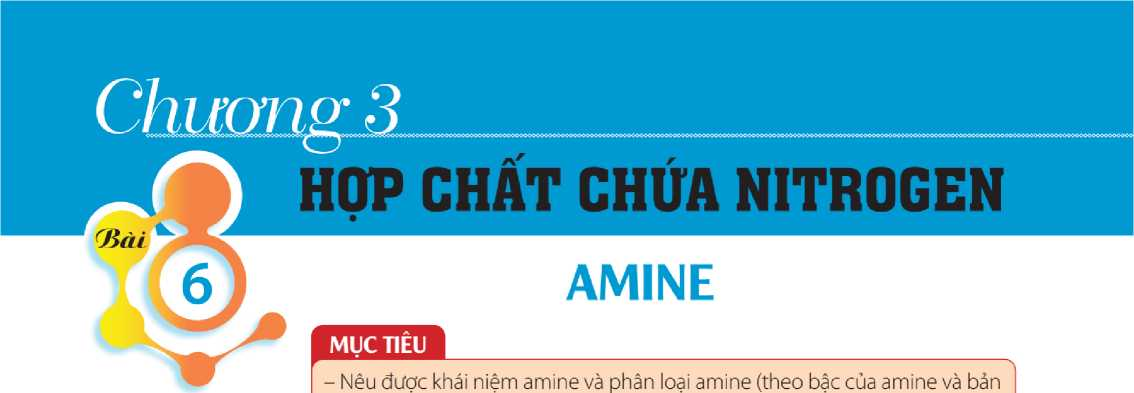 Chương 3
HỢP CHẤT CHỨA NITROGEN
Bài
6
AMINE
MỤC TIÊU
– Nêu được khái niệm amine và phân loại amine (theo bậc của amine và bản